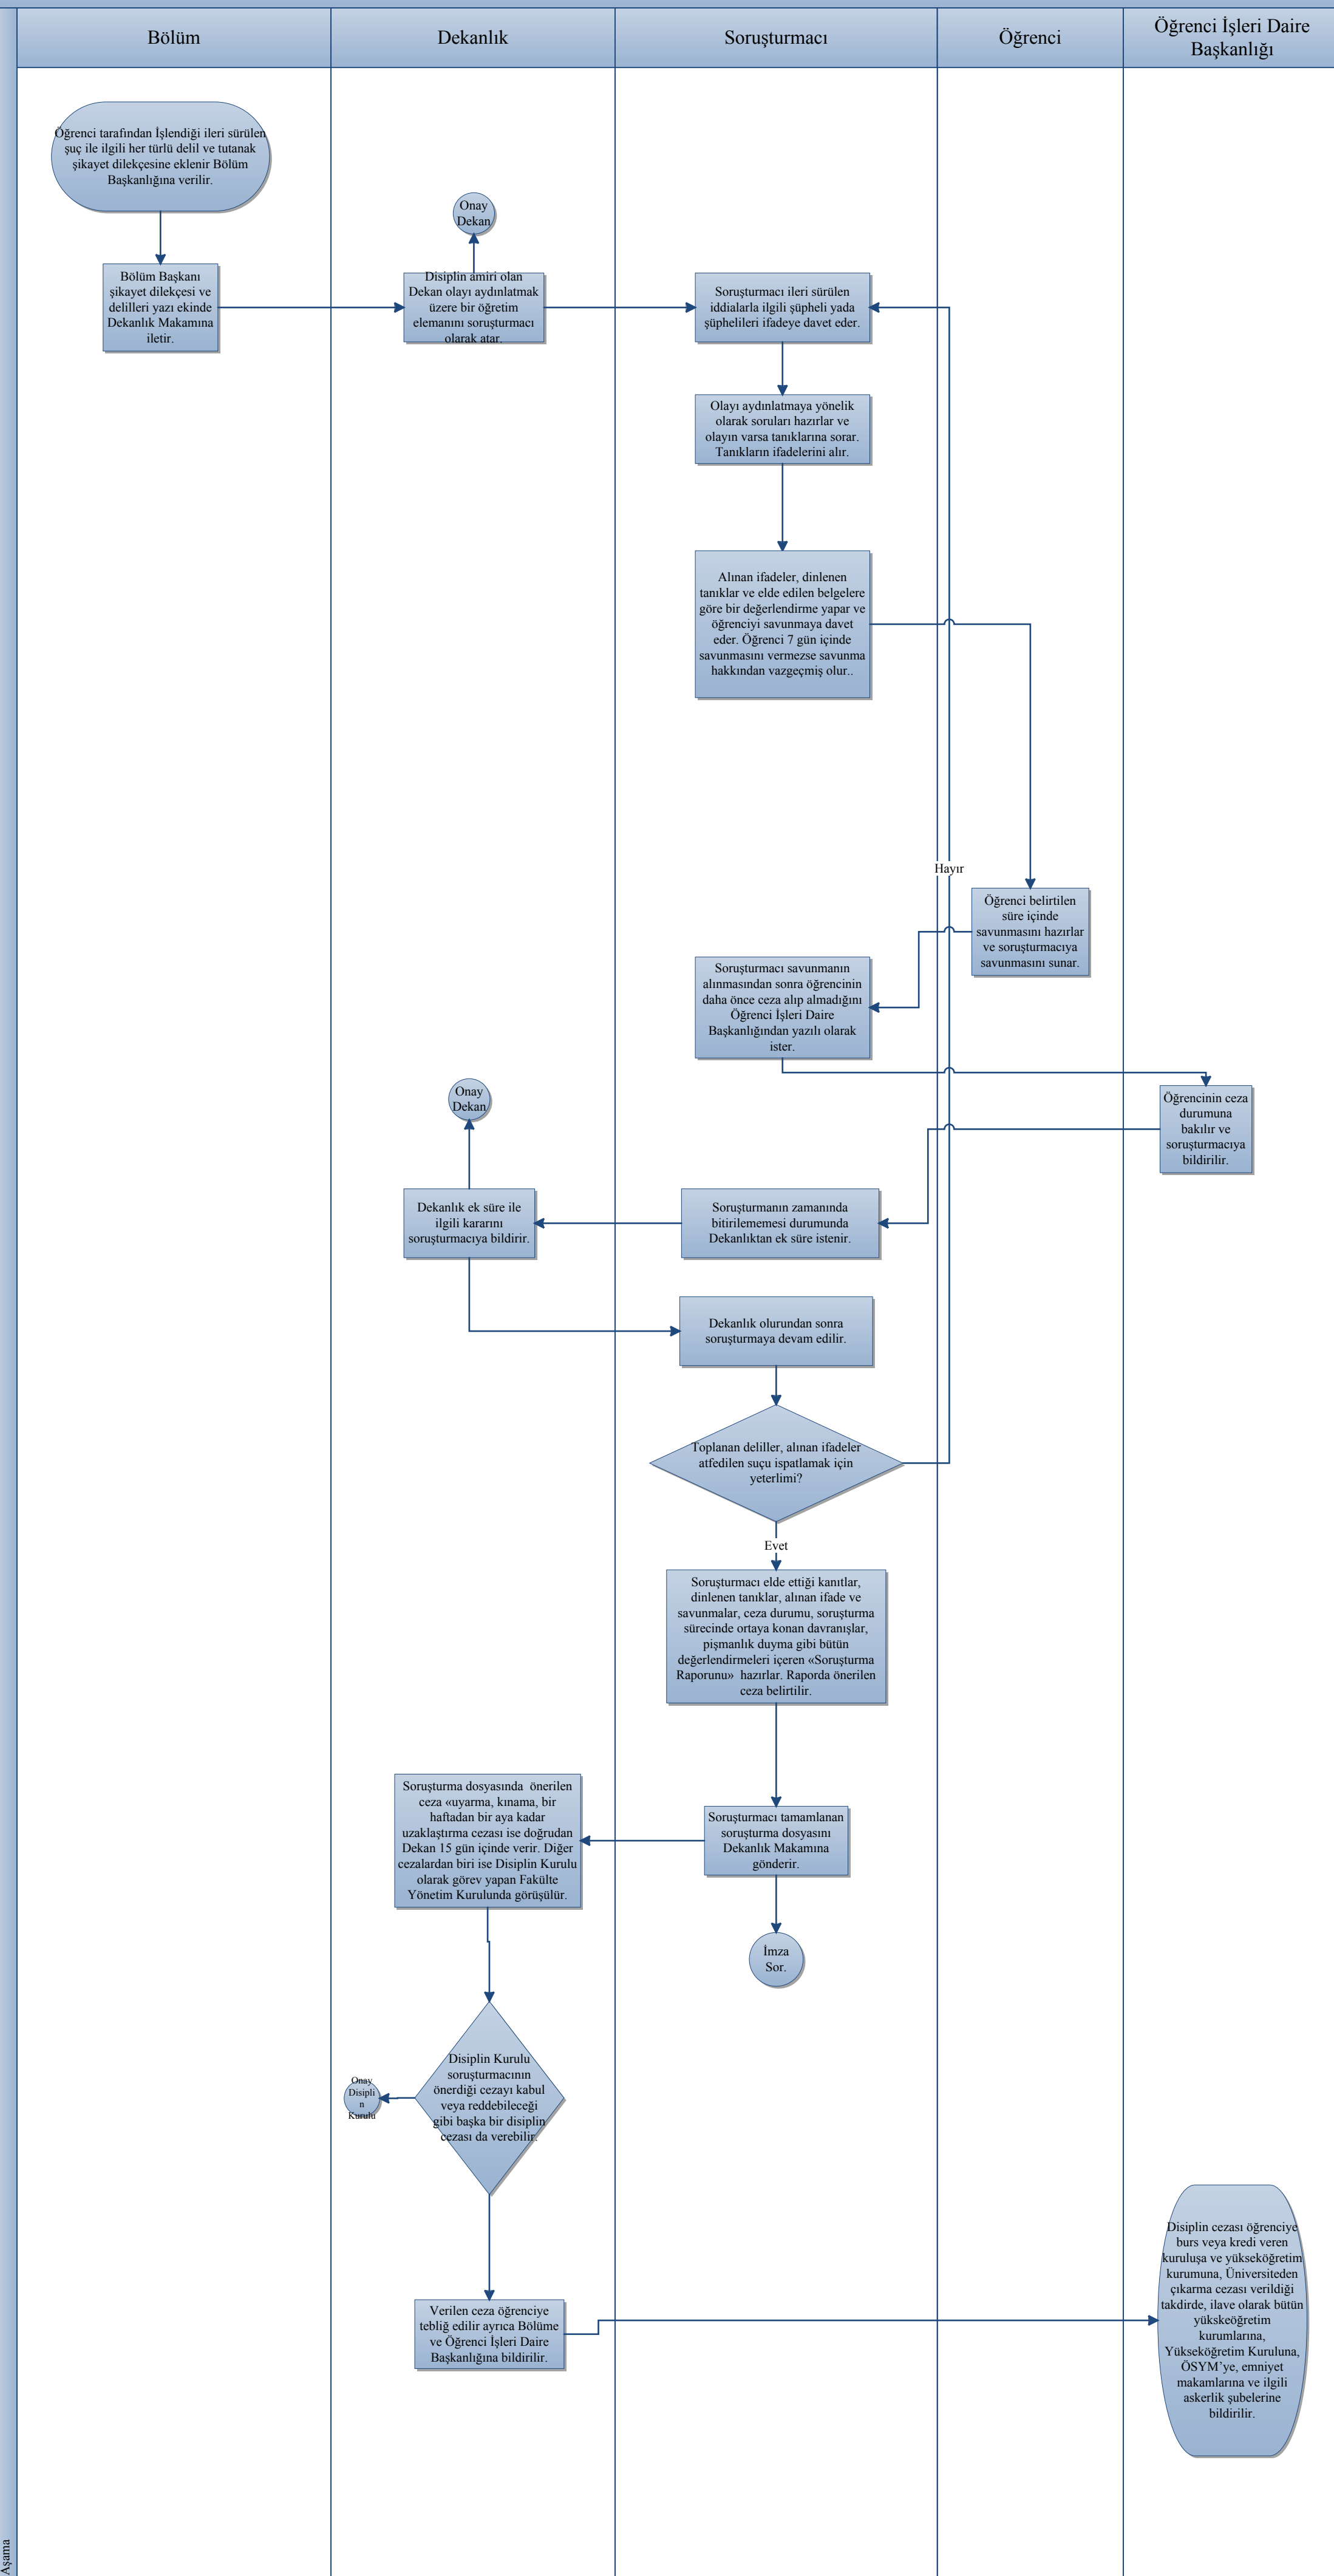 Bölüm
Dekanlık
Soruşturmacı
Öğrenci
Öğrenci İşleri Daire
Başkanlığı
Öğrenci tarafından İşlendiği ileri sürülen
şuç ile ilgili her türlü delil ve tutanak
şikayet dilekçesine eklenir Bölüm
Başkanlığına verilir.
Onay
Dekan
Bölüm Başkanı
şikayet dilekçesi ve
delilleri yazı ekinde
Dekanlık Makamına
iletir.
Disiplin amiri olan
Dekan olayı aydınlatmak
üzere bir öğretim
elemanını soruşturmacı
olarak atar.
Soruşturmacı ileri sürülen
iddialarla ilgili şüpheli yada
şüphelileri ifadeye davet eder.
Olayı aydınlatmaya yönelik
olarak soruları hazırlar ve
olayın varsa tanıklarına sorar.
Tanıkların ifadelerini alır.
Alınan ifadeler, dinlenen
tanıklar ve elde edilen belgelere
göre bir değerlendirme yapar ve
öğrenciyi savunmaya davet
eder. Öğrenci 7 gün içinde
savunmasını vermezse savunma
hakkından vazgeçmiş olur..
Hayır
Öğrenci belirtilen
süre içinde
savunmasını hazırlar
ve soruşturmacıya
savunmasını sunar.
Soruşturmacı savunmanın
alınmasından sonra öğrencinin
daha önce ceza alıp almadığını
Öğrenci İşleri Daire
Başkanlığından yazılı olarak
ister.
Onay
Dekan
Öğrencinin ceza
durumuna
bakılır ve
soruşturmacıya
bildirilir.
Dekanlık ek süre ile
ilgili kararını
soruşturmacıya bildirir.
Soruşturmanın zamanında
bitirilememesi durumunda
Dekanlıktan ek süre istenir.
Dekanlık olurundan sonra
soruşturmaya devam edilir.
Toplanan deliller, alınan ifadeler
atfedilen suçu ispatlamak için
yeterlimi?
Evet
Soruşturmacı elde ettiği kanıtlar,
dinlenen tanıklar, alınan ifade ve
savunmalar, ceza durumu, soruşturma
sürecinde ortaya konan davranışlar,
pişmanlık duyma gibi bütün
değerlendirmeleri içeren «Soruşturma
Raporunu»  hazırlar. Raporda önerilen
ceza belirtilir.
Soruşturma dosyasında  önerilen
ceza «uyarma, kınama, bir
haftadan bir aya kadar
uzaklaştırma cezası ise doğrudan
Dekan 15 gün içinde verir. Diğer
cezalardan biri ise Disiplin Kurulu
olarak görev yapan Fakülte
Yönetim Kurulunda görüşülür.
Soruşturmacı tamamlanan
soruşturma dosyasını
Dekanlık Makamına
gönderir.
İmza
Sor.
Disiplin Kurulu
soruşturmacının
önerdiği cezayı kabul
veya reddebileceği
gibi başka bir disiplin
cezası da verebilir.
Onay
Disipli
n
Kurulu
Disiplin cezası öğrenciye
burs veya kredi veren
kuruluşa ve yükseköğretim
kurumuna, Üniversiteden
çıkarma cezası verildiği
takdirde, ilave olarak bütün
yükskeöğretim
kurumlarına,
Yükseköğretim Kuruluna,
ÖSYM'ye, emniyet
makamlarına ve ilgili
askerlik şubelerine
bildirilir.
Verilen ceza öğrenciye
tebliğ edilir ayrıca Bölüme
ve Öğrenci İşleri Daire
Başkanlığına bildirilir.
Aşama